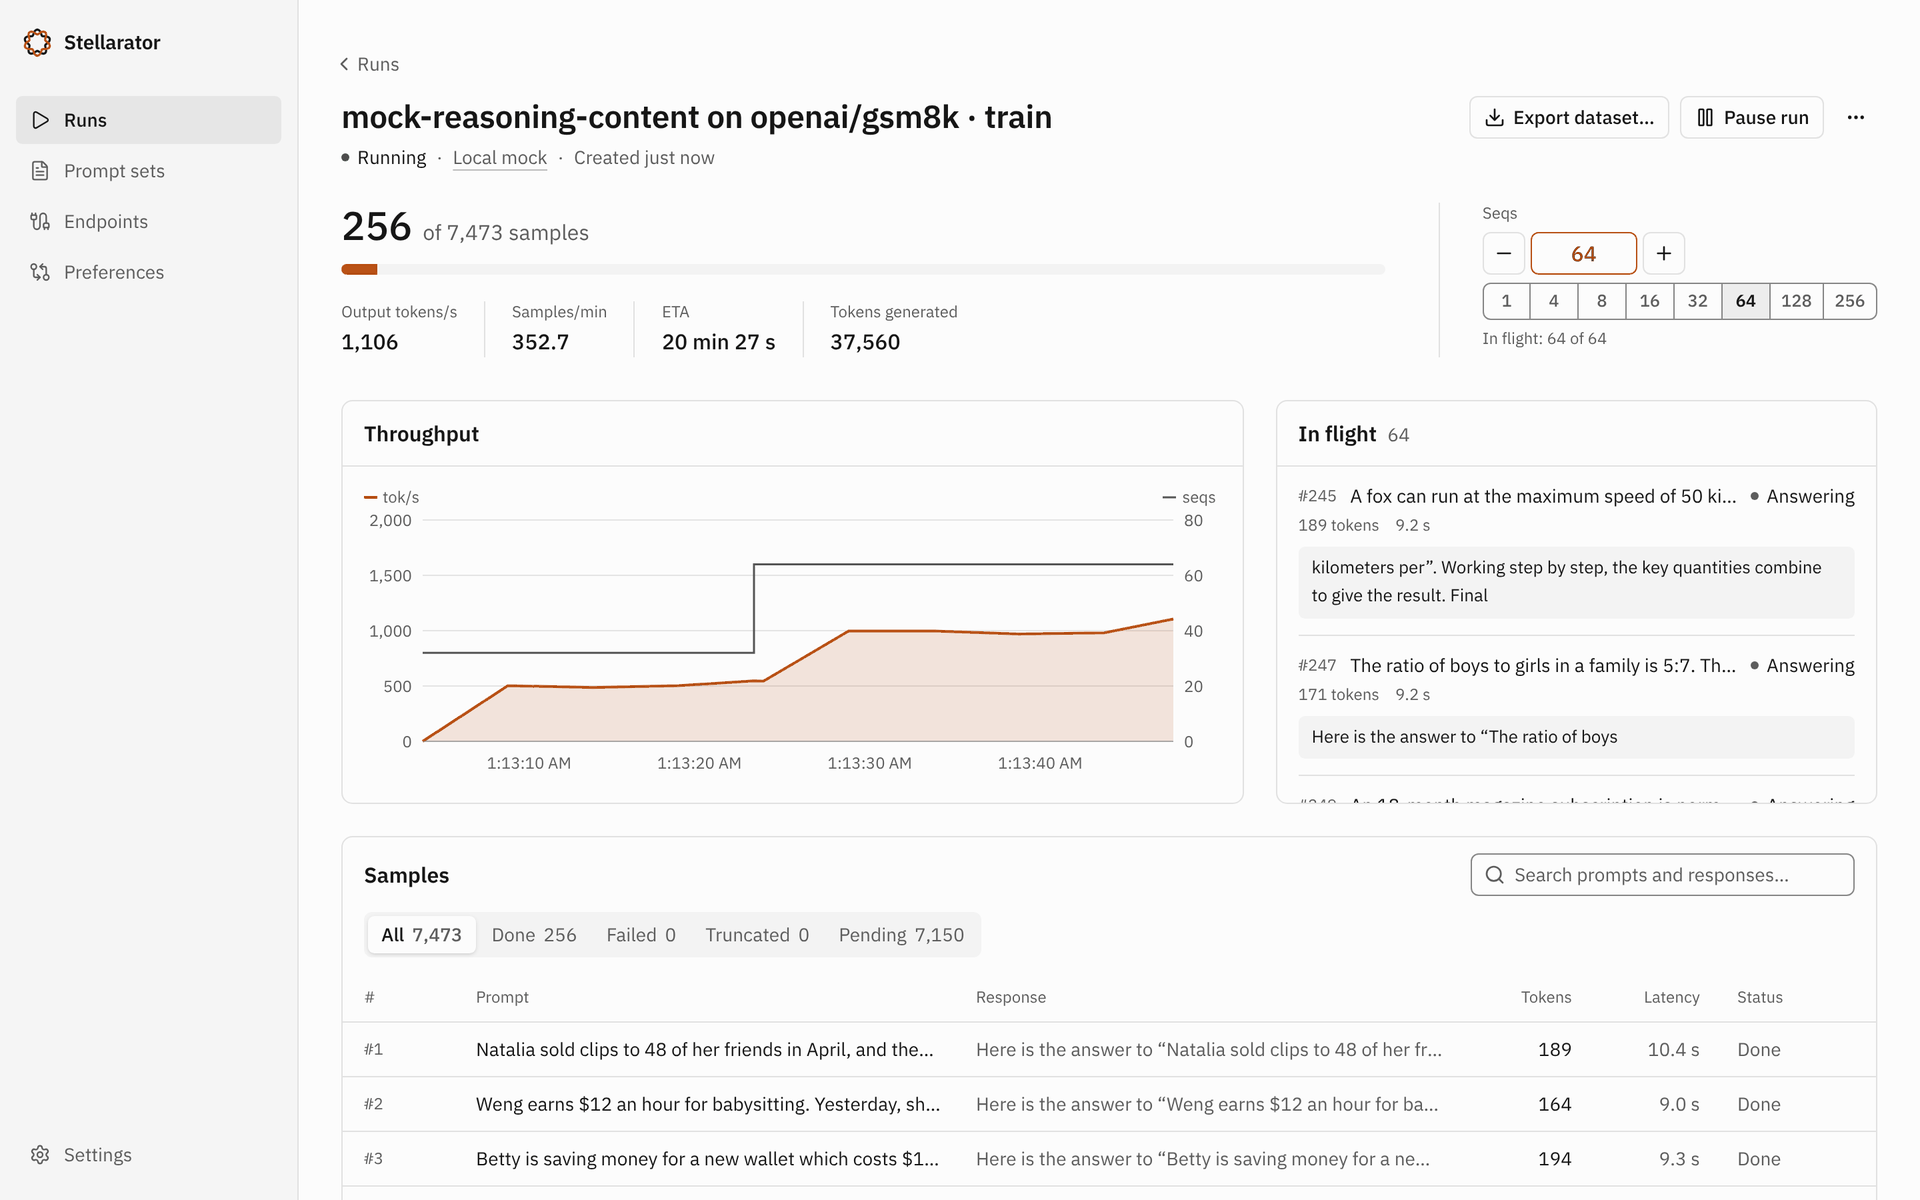 Stellarator
Runs
Prompt sets
Endpoints
Preferences
Settings
Runs
mock-reasoning-content on openai/gsm8k · train
Running · Local mock · Created just now
Export dataset...
Pause run
256 of 7,473 samples
Output tokens/s
1,106
Samples/min
352.7
ETA
20 min 27 s
Tokens generated
37,560
Seqs
64
1 4 8 16 32 64 128 256
In flight: 64 of 64
Throughput
tok/s
seqs
2,000
1,500
1,000
500
0
80
60
40
20
0
1:13:10 AM 1:13:20 AM 1:13:30 AM 1:13:40 AM
In flight 64
#245 A fox can run at the maximum speed of 50 ki... Answering
189 tokens 9.2 s
kilometers per”. Working step by step, the key quantities combine
to give the result. Final
#247 The ratio of boys to girls in a family is 5:7. Th... Answering
171 tokens 9.2 s
Here is the answer to “The ratio of boys
Samples
Search prompts and responses...
All 7,473 Done 256 Failed 0 Truncated 0 Pending 7,150
# Prompt Response Tokens Latency Status
#1 Natalia sold clips to 48 of her friends in April, and the... Here is the answer to “Natalia sold clips to 48 of her fr... 189 10.4 s Done
#2 Weng earns $12 an hour for babysitting. Yesterday, sh... Here is the answer to “Weng earns $12 an hour for ba... 164 9.0 s Done
#3 Betty is saving money for a new wallet which costs $1... Here is the answer to “Betty is saving money for a ne... 194 9.3 s Done